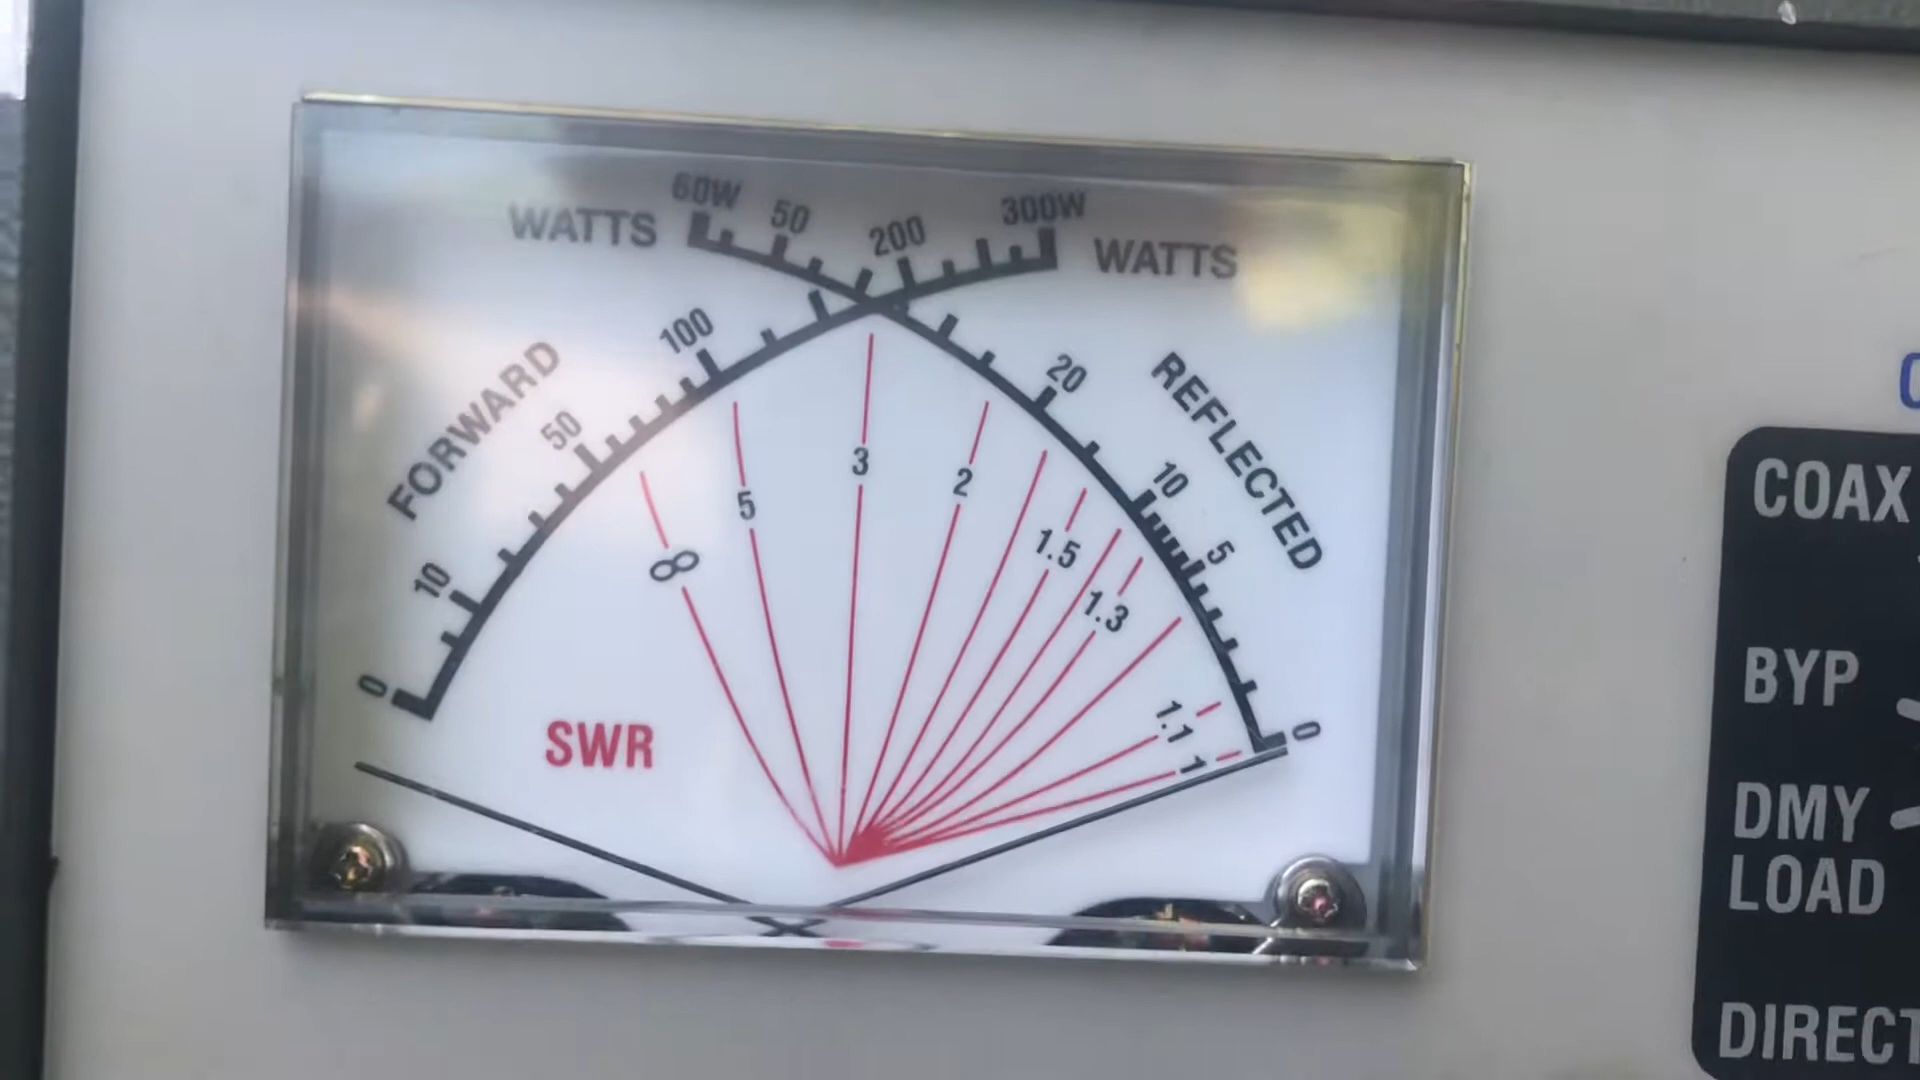 60W 50 200 300W
WATTS WATTS
100 20
FORWARD REFLECTED
50 10
10 5
0 0
∞ 5 3 2 1.5 1.3 1.1 1
SWR
COAX
BYP
DMY
LOAD
DIRECT